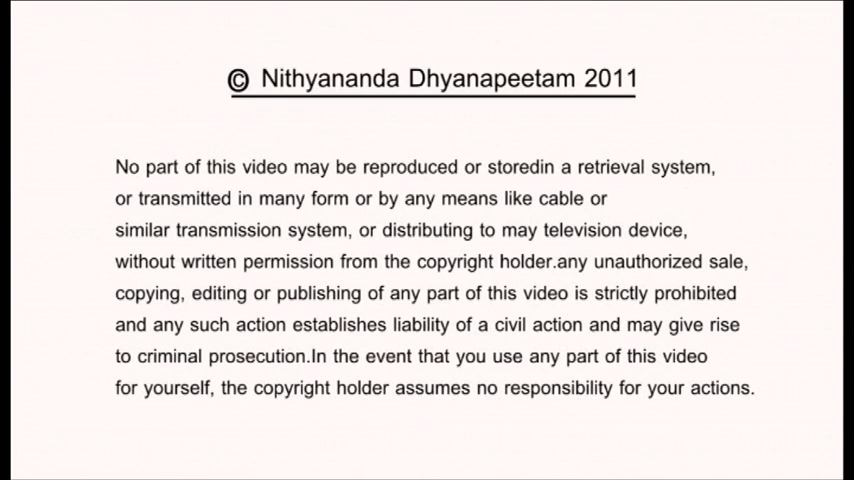 © Nithyananda Dhyanapeetam 2011
No part of this video may be reproduced or storedin a retrieval system,
or transmitted in many form or by any means like cable or
similar transmission system, or distributing to may television device,
without written permission from the copyright holder.any unauthorized sale,
copying, editing or publishing of any part of this video is strictly prohibited
and any such action establishes liability of a civil action and may give rise
to criminal prosecution.In the event that you use any part of this video
for yourself, the copyright holder assumes no responsibility for your actions.